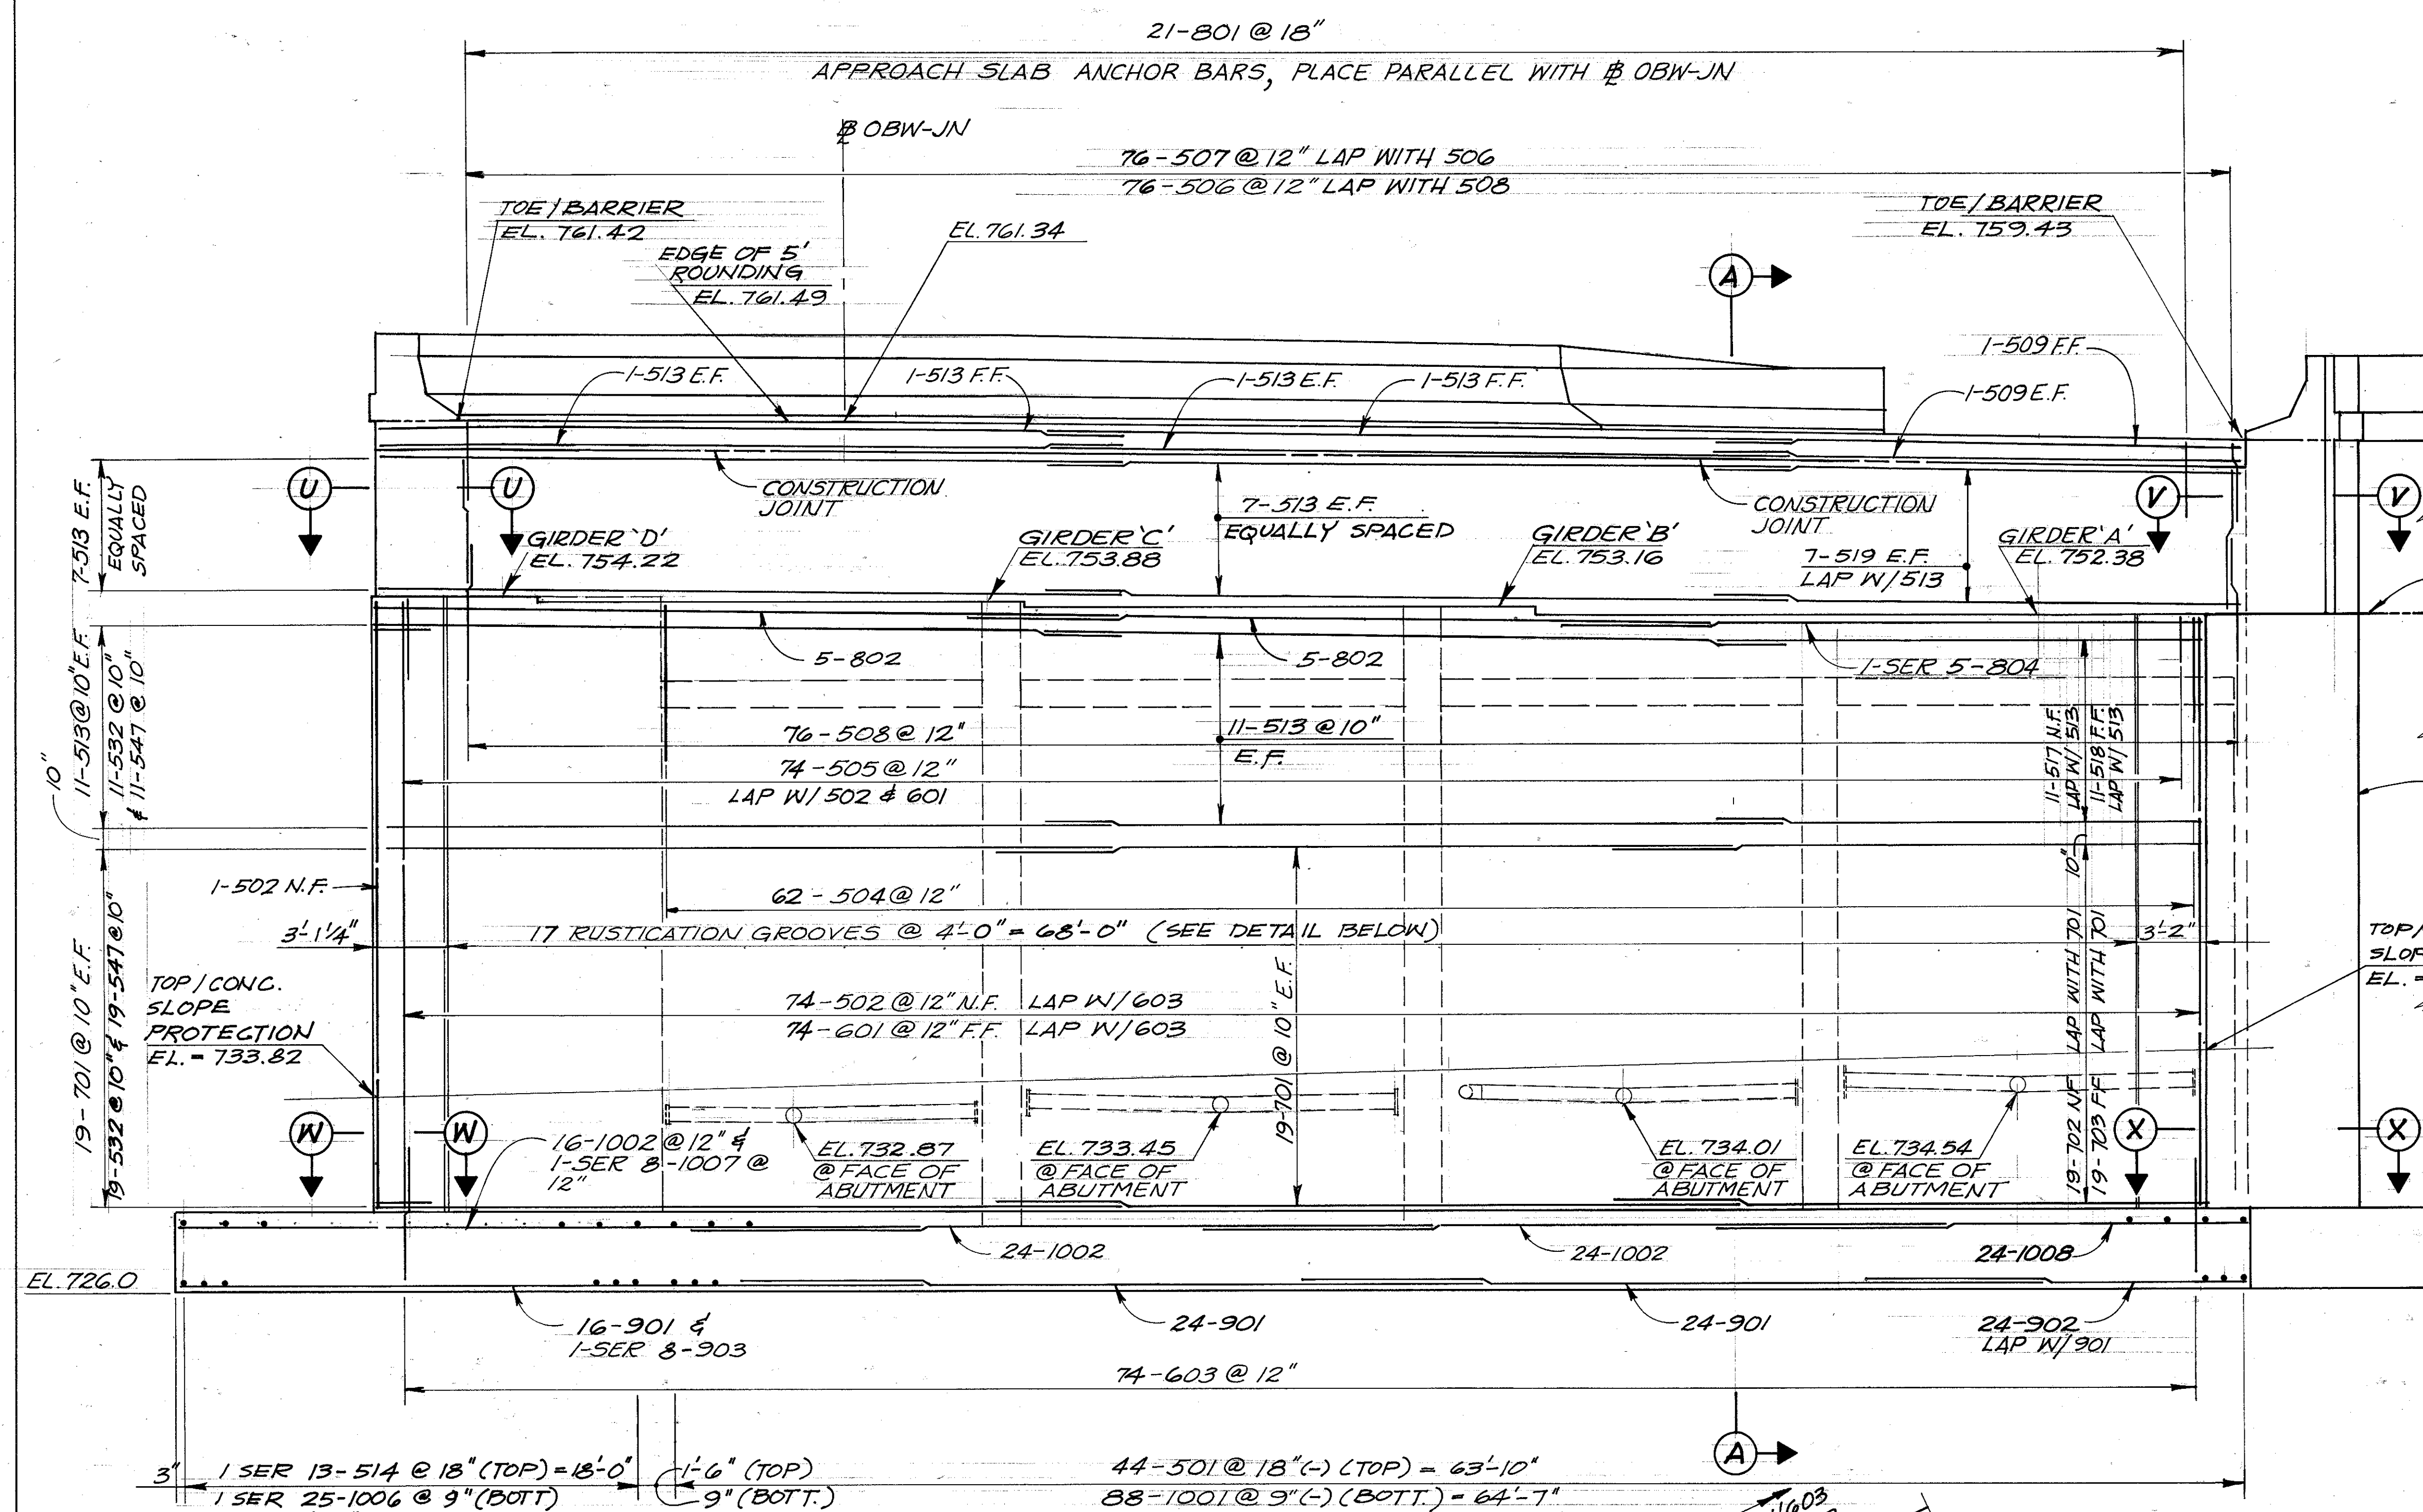 21-801 @ 18"
APPROACH SLAB ANCHOR BARS, PLACE PARALLEL WITH ⅊ OBW-JN
⅊ OBW-JN
76-507 @ 12" LAP WITH 506
76-506 @ 12" LAP WITH 508
TOE/BARRIER
EL. 761.42
EDGE OF 5'
ROUNDING
EL. 761.49
EL. 761.34
TOE/BARRIER
EL. 759.43
A
1-513 E.F.
1-513 F.F.
1-513 E.F.
1-513 F.F.
1-509 F.F.
1-509 E.F.
7-513 E.F.
EQUALLY
SPACED
U
U
CONSTRUCTION
JOINT
7-513 E.F.
EQUALLY SPACED
CONSTRUCTION
JOINT
V
V
GIRDER 'D'
EL. 754.22
GIRDER 'C'
EL. 753.88
GIRDER 'B'
EL. 753.16
7-519 E.F.
LAP W/513
GIRDER 'A'
EL. 752.38
11-513 @ 10" E.F.
11-532 @ 10"
& 11-547 @ 10"
10"
5-802
5-802
1-SER 5-804
76-508 @ 12"
11-513 @ 10"
E.F.
74-505 @ 12"
LAP W/502 & 601
11-517 N.F.
LAP W/513
11-518 F.F.
LAP W/513
10"
1-502 N.F.
62-504 @ 12"
3'-1 1/4"
17 RUSTICATION GROOVES @ 4'-0" = 68'-0" (SEE DETAIL BELOW)
3'-2"
19-701 @ 10" E.F.
19-532 @ 10" & 19-547 @ 10"
TOP/CONC.
SLOPE
PROTECTION
EL. = 733.82
74-502 @ 12" N.F. LAP W/603
74-601 @ 12" F.F. LAP W/603
19-701 @ 10" E.F.
19-702 NF LAP WITH 701
19-703 FF LAP WITH 701
TOP/
EL. =
W
W
16-1002 @ 12" &
1-SER 8-1007 @
12"
EL. 732.87
@ FACE OF
ABUTMENT
EL. 733.45
@ FACE OF
ABUTMENT
EL. 734.01
@ FACE OF
ABUTMENT
EL. 734.54
@ FACE OF
ABUTMENT
X
X
24-1002
24-1002
24-1008
EL. 726.0
16-901 &
1-SER 8-903
24-901
24-901
24-902
LAP W/901
74-603 @ 12"
A
3"
1 SER 13-514 @ 18" (TOP) = 18'-0"
1 SER 25-1006 @ 9" (BOTT)
1'-6" (TOP)
9" (BOTT.)
44-501 @ 18"(-) (TOP) = 63'-10"
88-1001 @ 9"(-) (BOTT.) = 64'-7"